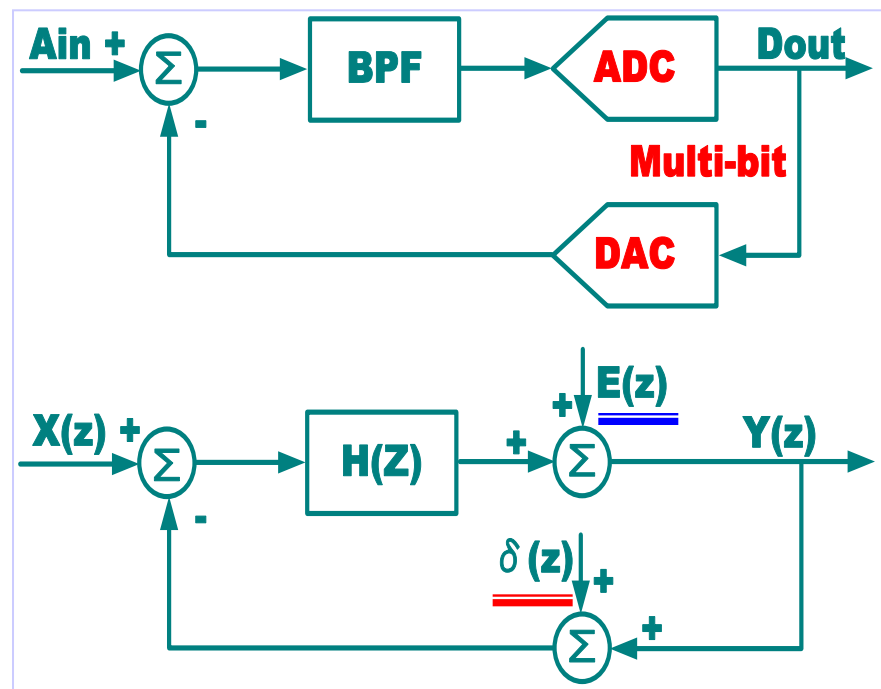 Ain + Σ BPF ADC Dout
-
Multi-bit
DAC
E(z)
+
X(z) + Σ H(Z) + Σ Y(z)
-
δ(z) +
Σ +